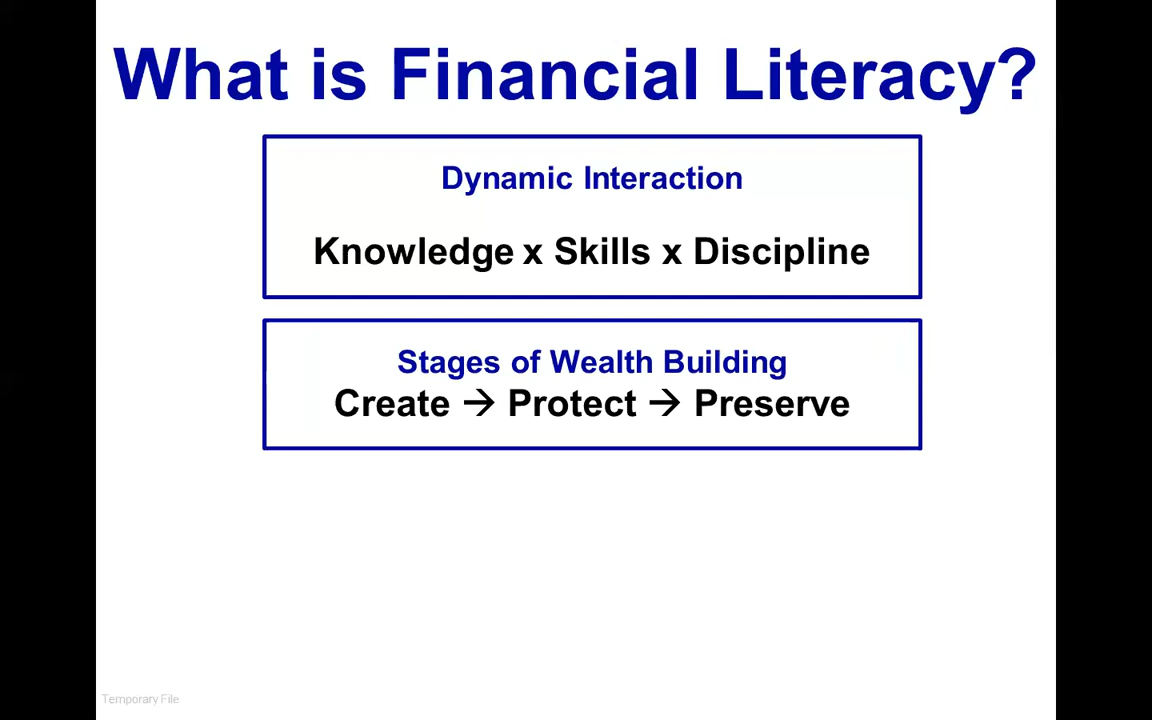 What is Financial Literacy?
Dynamic Interaction
Knowledge x Skills x Discipline
Stages of Wealth Building
Create → Protect → Preserve
Temporary File